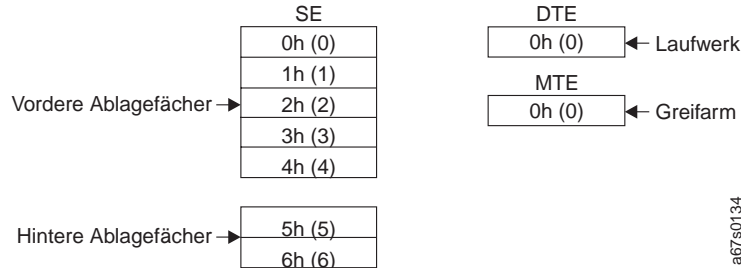 SE
0h (0)
1h (1)
Vordere Ablagefächer
2h (2)
3h (3)
4h (4)
Hintere Ablagefächer
5h (5)
6h (6)
DTE
0h (0)
Laufwerk
MTE
0h (0)
Greifarm
a67s0134